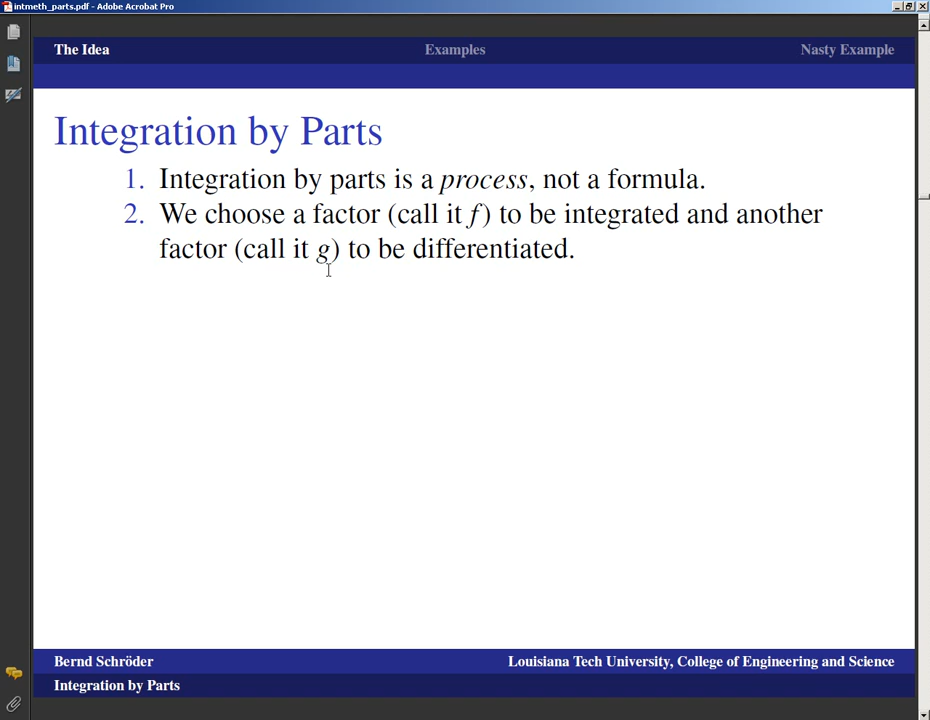 intmeth_parts.pdf - Adobe Acrobat Pro
The Idea Examples Nasty Example
Integration by Parts
1. Integration by parts is a process, not a formula.
2. We choose a factor (call it f) to be integrated and another
factor (call it g) to be differentiated.
Bernd Schröder Louisiana Tech University, College of Engineering and Science
Integration by Parts